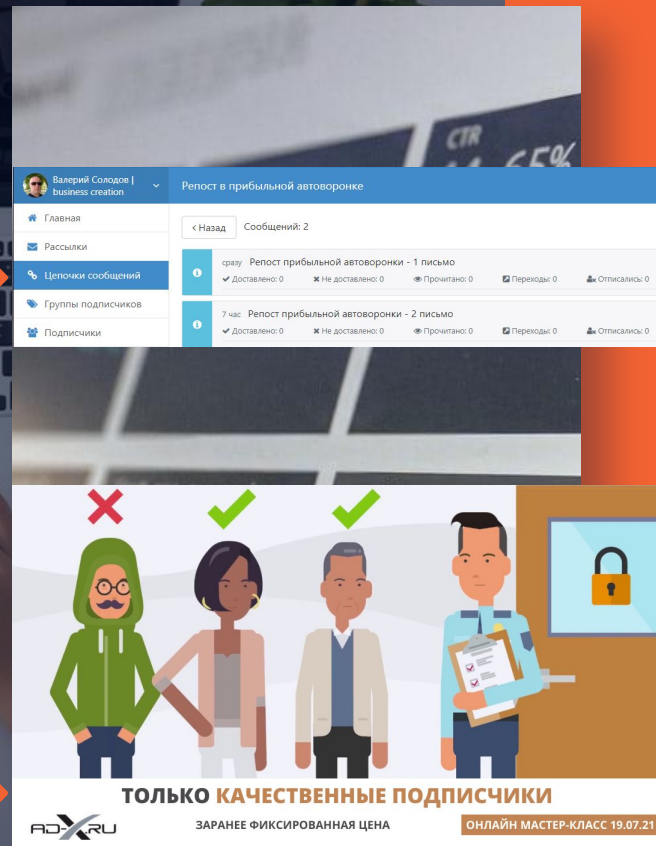 CTR
Валерий Солодов |
business creation
Репост в прибыльной автоворонке
Главная
Рассылки
Цепочки сообщений
Группы подписчиков
Подписчики
< Назад
Сообщений: 2
сразу Репост прибыльной автоворонки - 1 письмо
Доставлено: 0 Не доставлено: 0 Прочитано: 0 Переходы: 0 Отписались: 0
7 час Репост прибыльной автоворонки - 2 письмо
Доставлено: 0 Не доставлено: 0 Прочитано: 0 Переходы: 0 Отписались: 0
ТОЛЬКО КАЧЕСТВЕННЫЕ ПОДПИСЧИКИ
AD-X.RU
ЗАРАНЕЕ ФИКСИРОВАННАЯ ЦЕНА
ОНЛАЙН МАСТЕР-КЛАСС 19.07.21